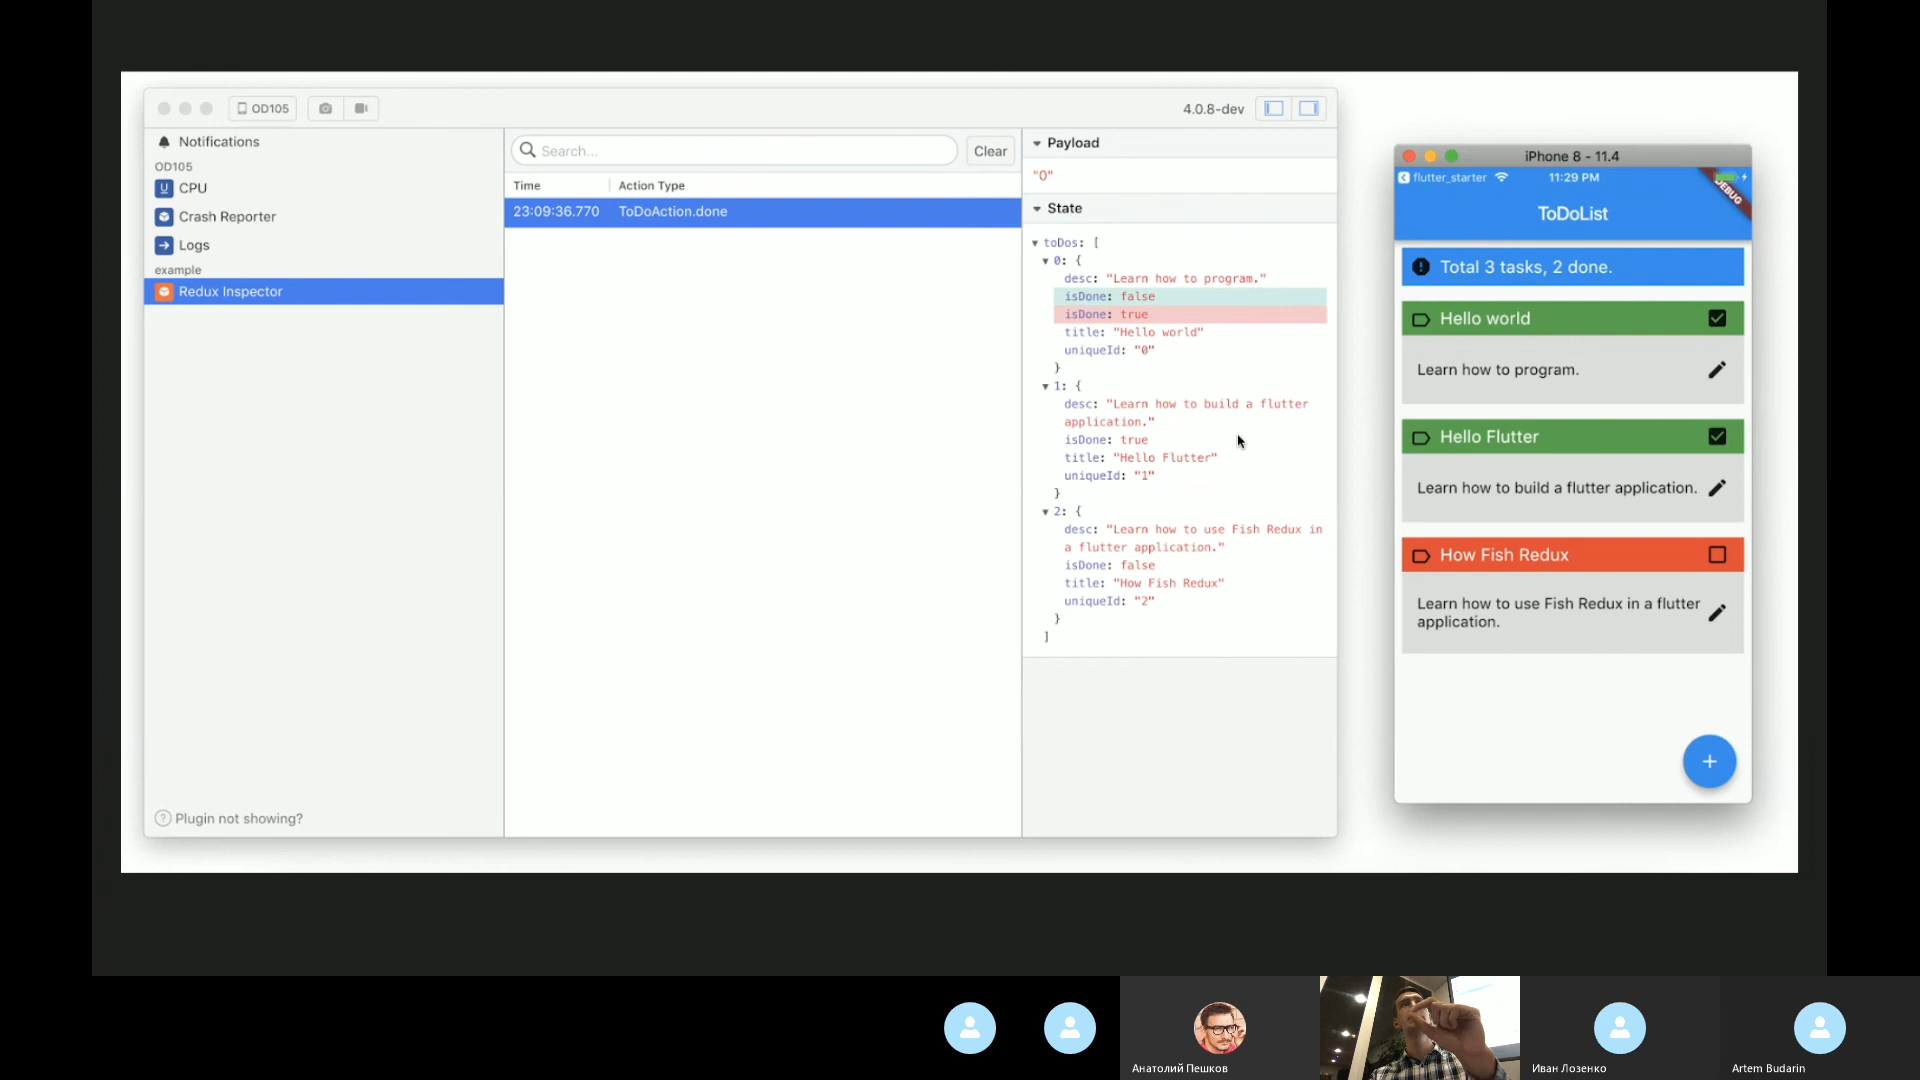 OD105
4.0.8-dev
Notifications
OD105
CPU
Crash Reporter
Logs
example
Redux Inspector
Plugin not showing?
Search...
Clear
Time
Action Type
23:09:36.770
ToDoAction.done
Payload
"0"
State
toDos: [
0: {
desc: "Learn how to program."
isDone: false
isDone: true
title: "Hello world"
uniqueId: "0"
}
1: {
desc: "Learn how to build a flutter
application."
isDone: true
title: "Hello Flutter"
uniqueId: "1"
}
2: {
desc: "Learn how to use Fish Redux in
a flutter application."
isDone: false
title: "How Fish Redux"
uniqueId: "2"
}
]
iPhone 8 - 11.4
flutter_starter
11:29 PM
DEBUG
ToDoList
Total 3 tasks, 2 done.
Hello world
Learn how to program.
Hello Flutter
Learn how to build a flutter application.
How Fish Redux
Learn how to use Fish Redux in a flutter
application.
+
Анатолий Пешков
Иван Лозенко
Artem Budarin